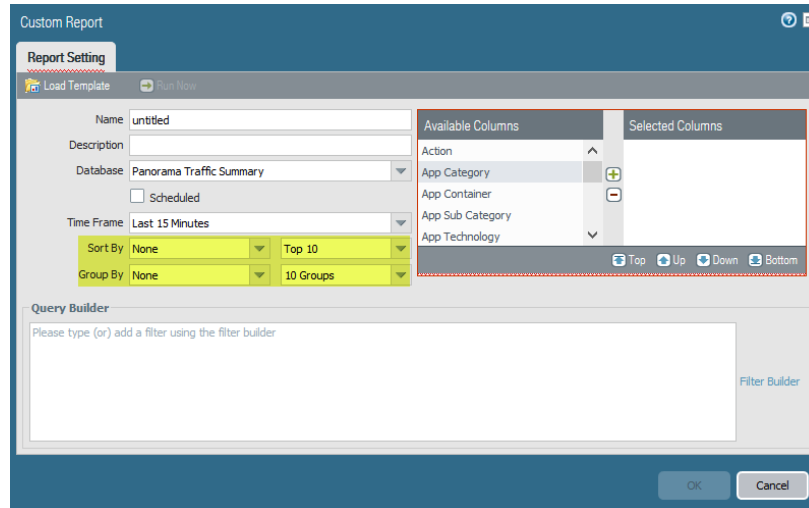 Custom Report
Report Setting
Load Template Run Now
Name untitled
Description
Database Panorama Traffic Summary
Scheduled
Time Frame Last 15 Minutes
Sort By None Top 10
Group By None 10 Groups
Available Columns Selected Columns
Action
App Category
App Container
App Sub Category
App Technology
Top Up Down Bottom
Query Builder
Please type (or) add a filter using the filter builder
Filter Builder
OK Cancel